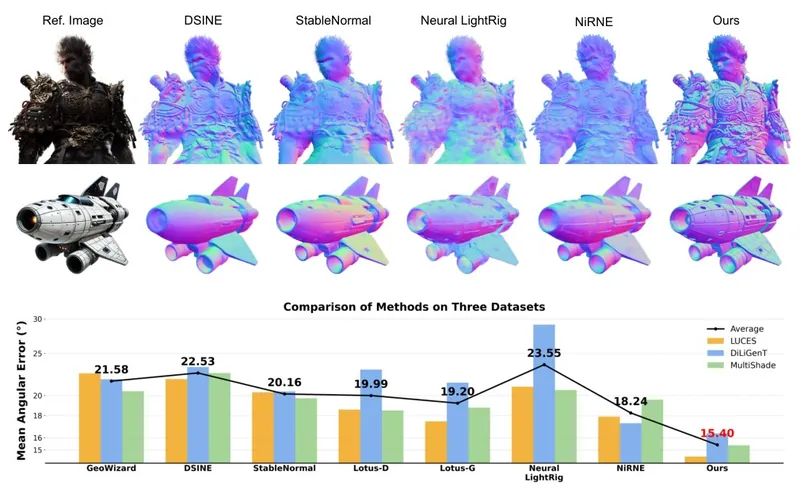 Ref. Image DSINE StableNormal Neural LightRig NiRNE Ours
Comparison of Methods on Three Datasets
Mean Angular Error (°)
30
25
20
18
16
15
21.58
22.53
20.16
19.99
19.20
23.55
18.24
15.40
Average
LUCES
DiLiGenT
MultiShade
GeoWizard DSINE StableNormal Lotus-D Lotus-G Neural NiRNE Ours
LightRig